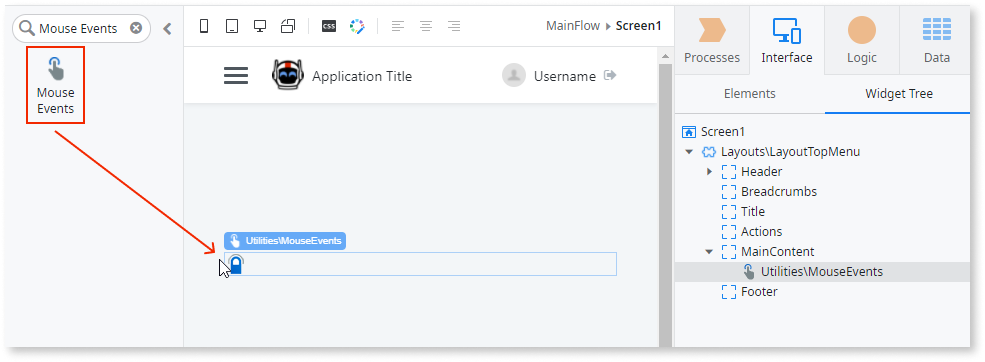 Mouse Events
Mouse
Events
css
MainFlow
Screen1
Application Title
Username
Utilities\MouseEvents
Processes
Interface
Logic
Data
Elements
Widget Tree
Screen1
Layouts\LayoutTopMenu
Header
Breadcrumbs
Title
Actions
MainContent
Utilities\MouseEvents
Footer